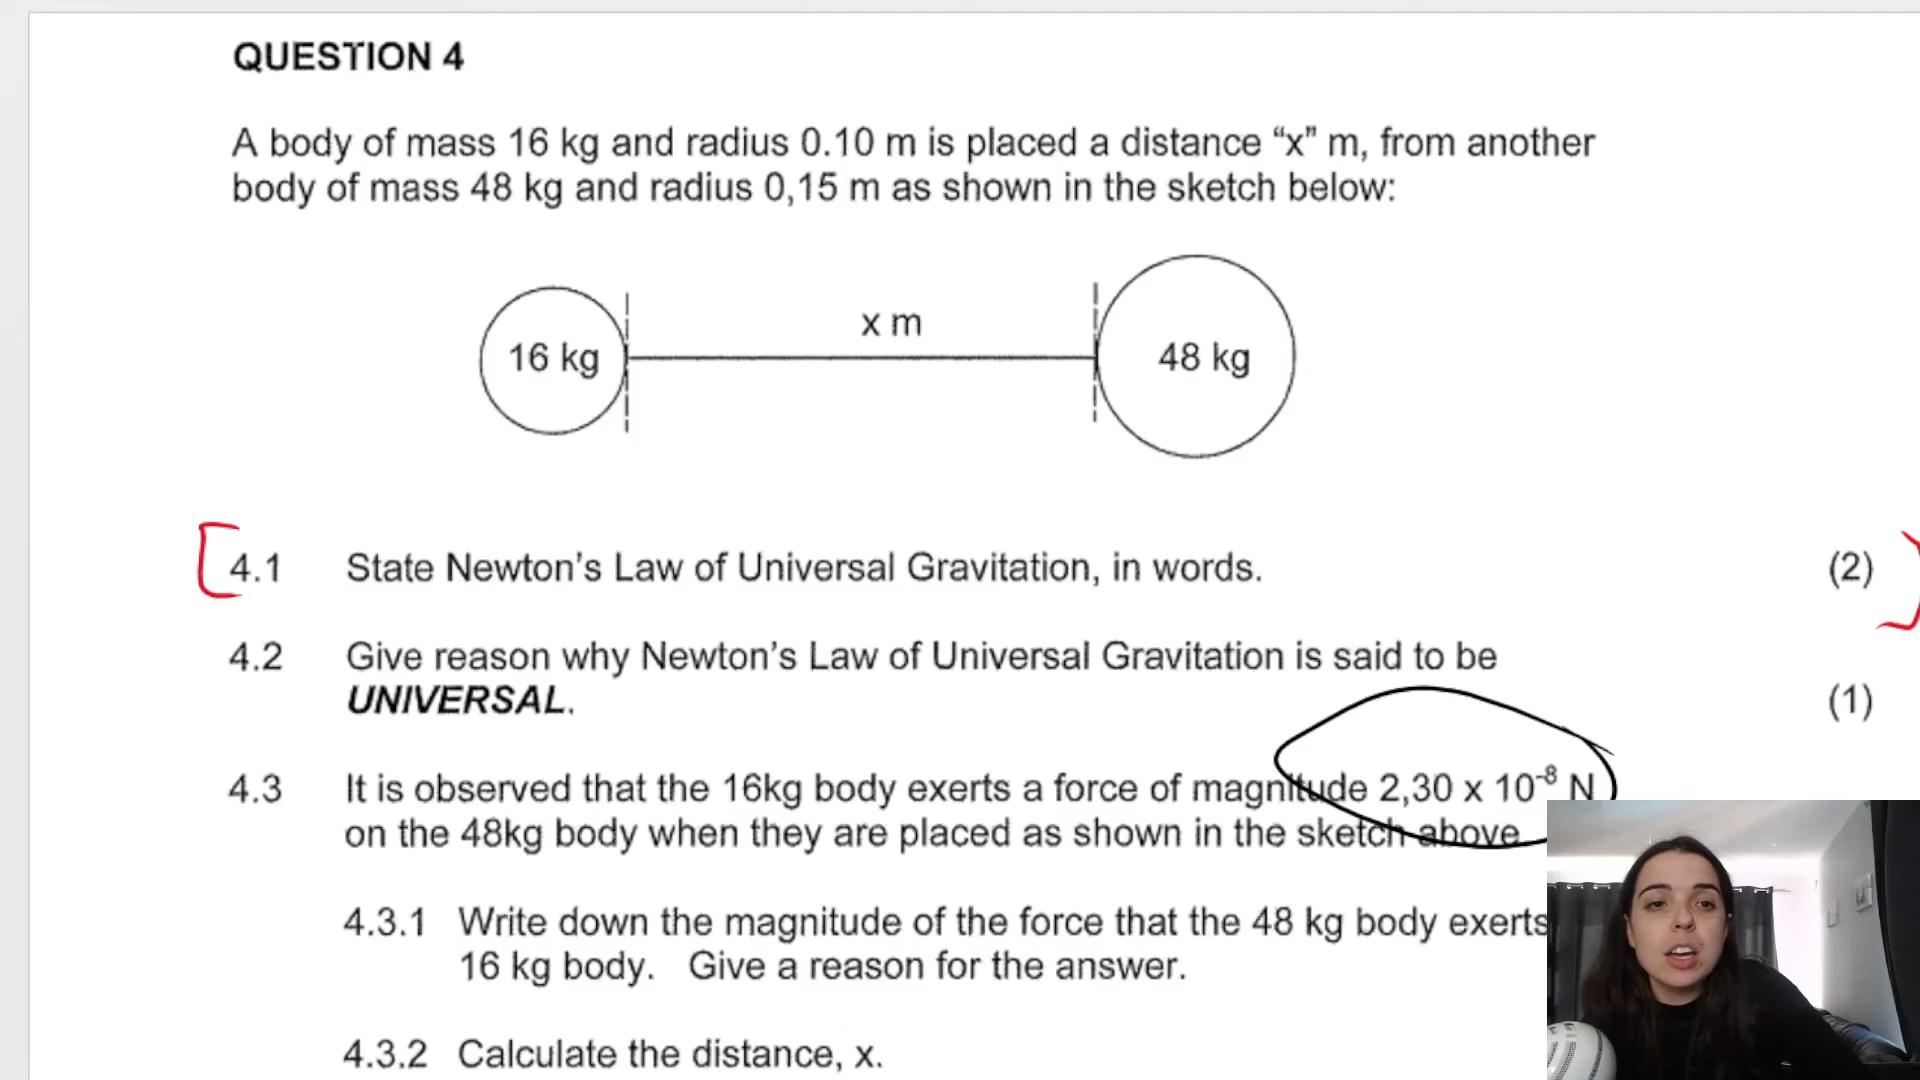 QUESTION 4
A body of mass 16 kg and radius 0.10 m is placed a distance “x” m, from another
body of mass 48 kg and radius 0,15 m as shown in the sketch below:
x m
16 kg
48 kg
4.1 State Newton’s Law of Universal Gravitation, in words. (2)
4.2 Give reason why Newton’s Law of Universal Gravitation is said to be
UNIVERSAL. (1)
4.3 It is observed that the 16kg body exerts a force of magnitude 2,30 x 10⁻⁸ N
on the 48kg body when they are placed as shown in the sketch above
4.3.1 Write down the magnitude of the force that the 48 kg body exerts
16 kg body. Give a reason for the answer.
4.3.2 Calculate the distance, x.